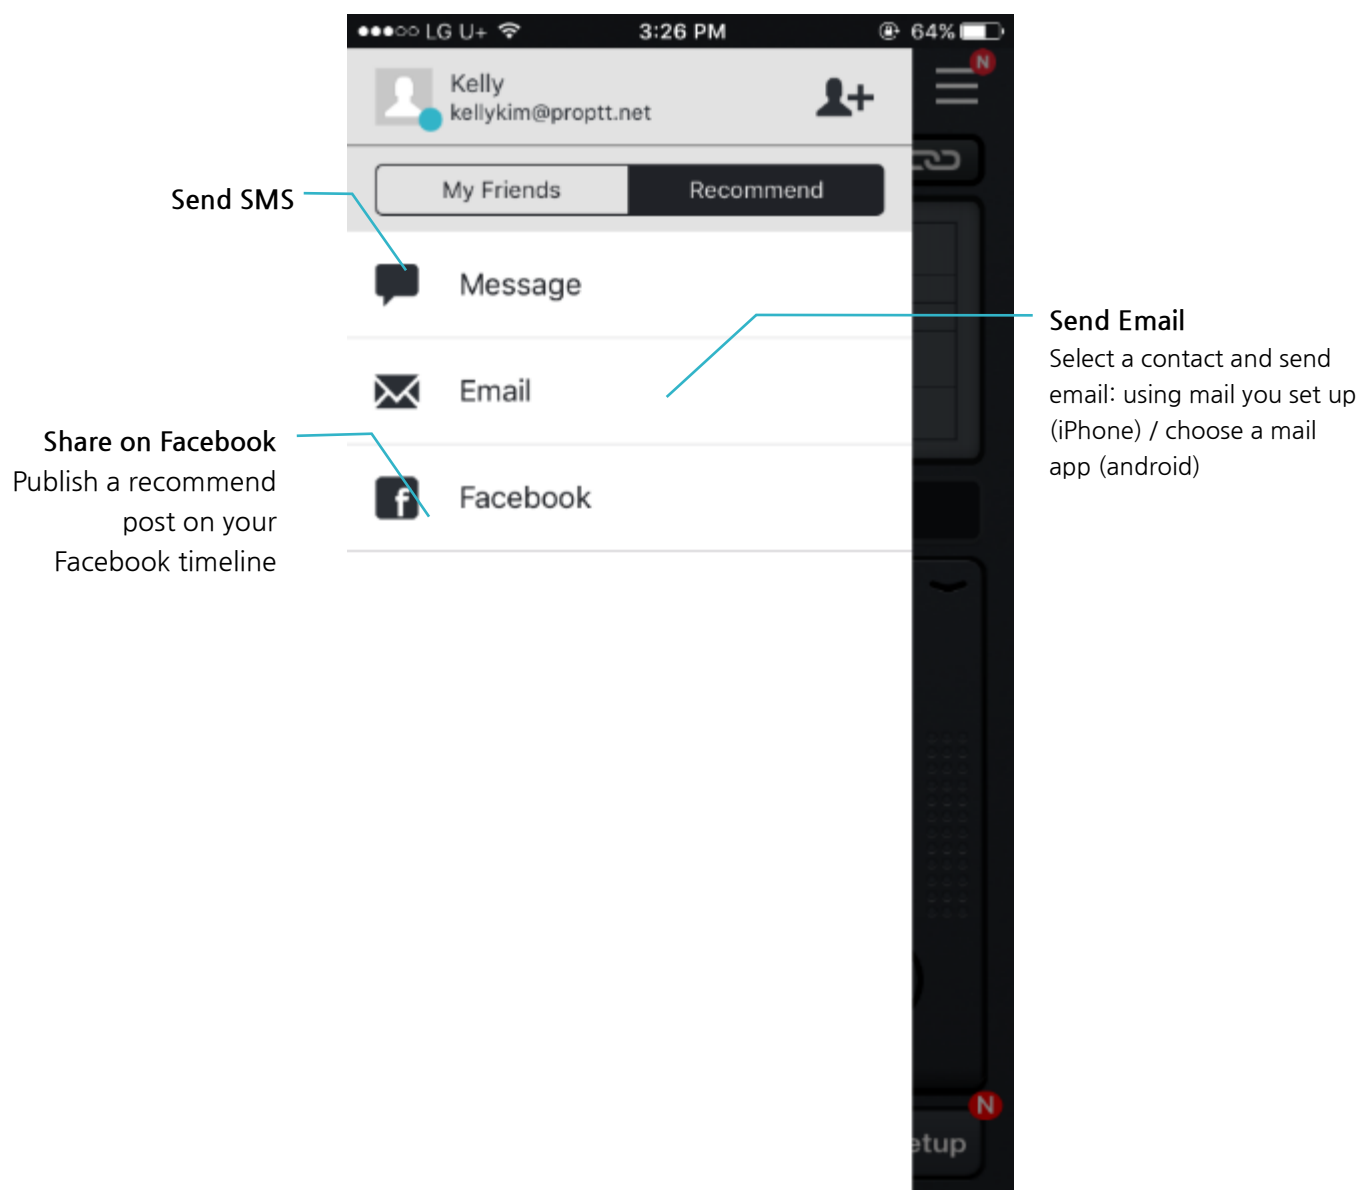 LG U+ 3:26 PM 64%
N
Kelly
kellykim@proptt.net
My Friends Recommend
Send SMS
Message
Send Email
Select a contact and send
email: using mail you set up
(iPhone) / choose a mail
app (android)
Email
Share on Facebook
Publish a recommend
post on your
Facebook timeline
Facebook
N
etup